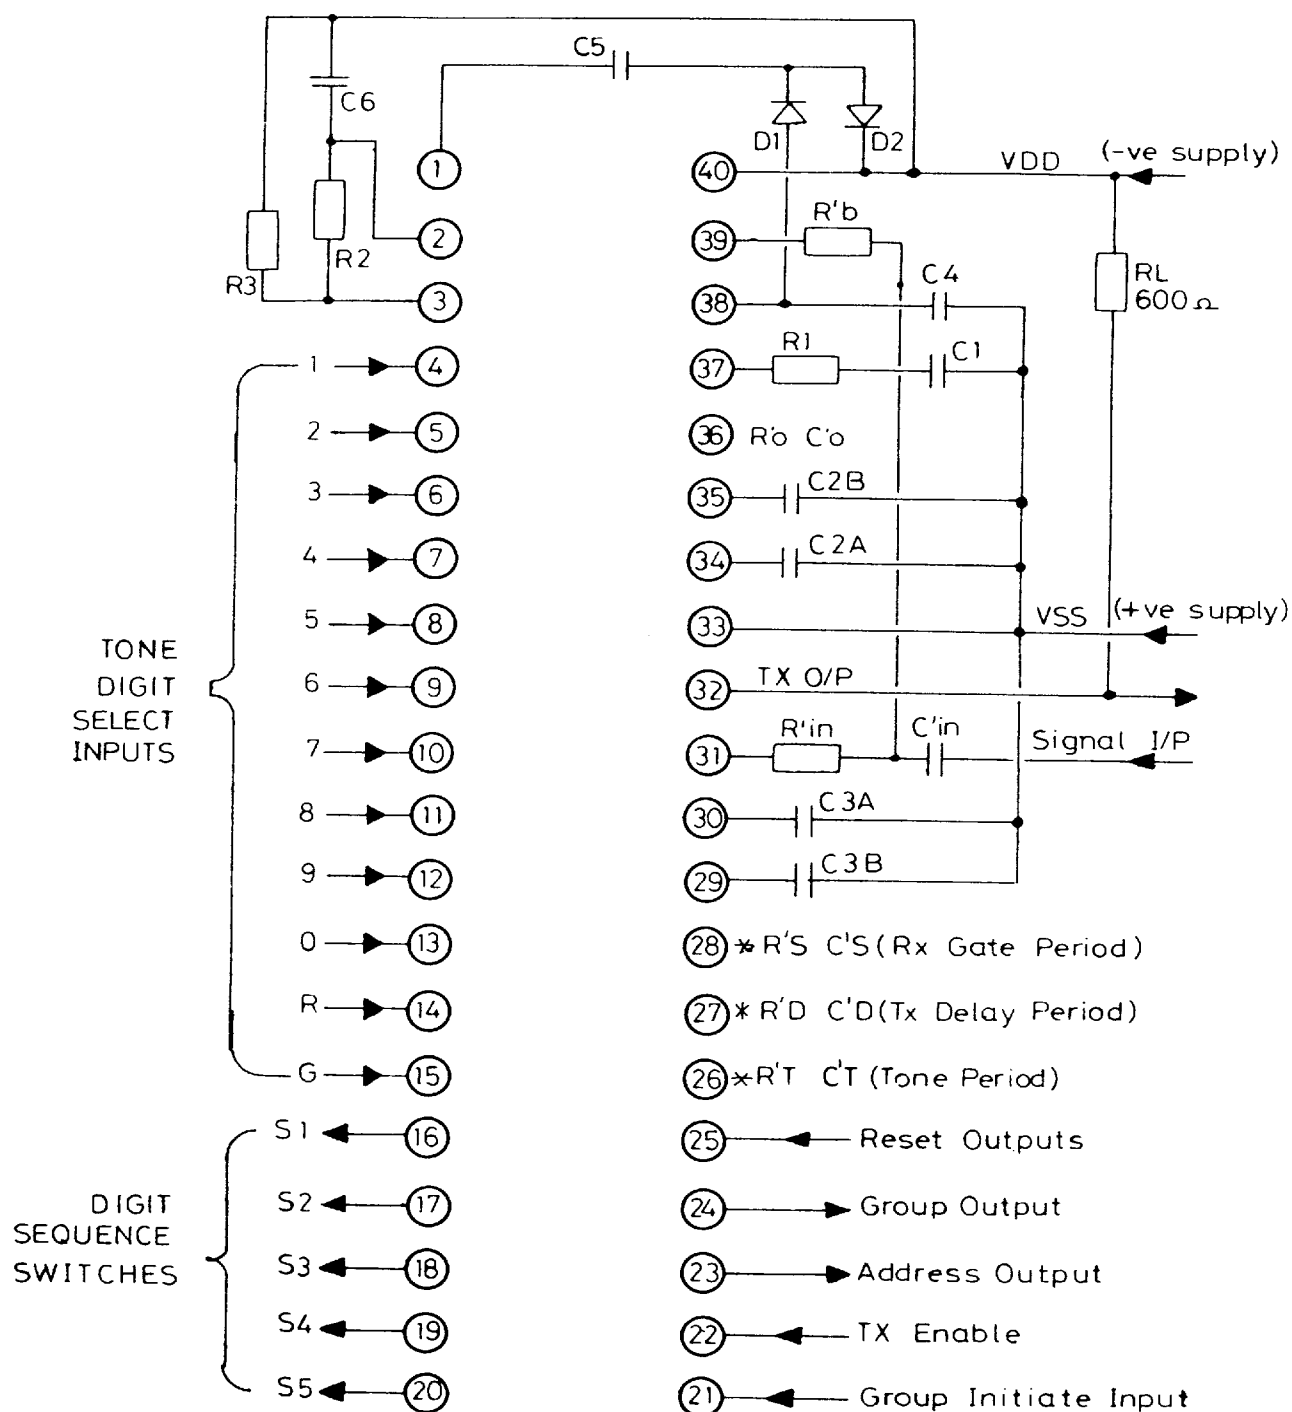 C5
C6
D1
D2
1
40
VDD
(-ve supply)
R'b
39
2
R2
R3
3
38
C4
RL
600Ω
R1
C1
1
4
37
2
5
36
R'o C'o
3
6
35
C2B
4
7
34
C2A
5
8
33
VSS
(+ve supply)
TONE
DIGIT
SELECT
INPUTS
6
9
32
TX O/P
7
10
31
R'in
C'in
Signal I/P
8
11
30
C3A
9
12
29
C3B
0
13
28
* R'S C'S (Rx Gate Period)
R
14
27
* R'D C'D (Tx Delay Period)
G
15
26
* R'T C'T (Tone Period)
S1
16
25
Reset Outputs
DIGIT
SEQUENCE
SWITCHES
S2
17
24
Group Output
S3
18
23
Address Output
S4
19
22
TX Enable
S5
20
21
Group Initiate Input